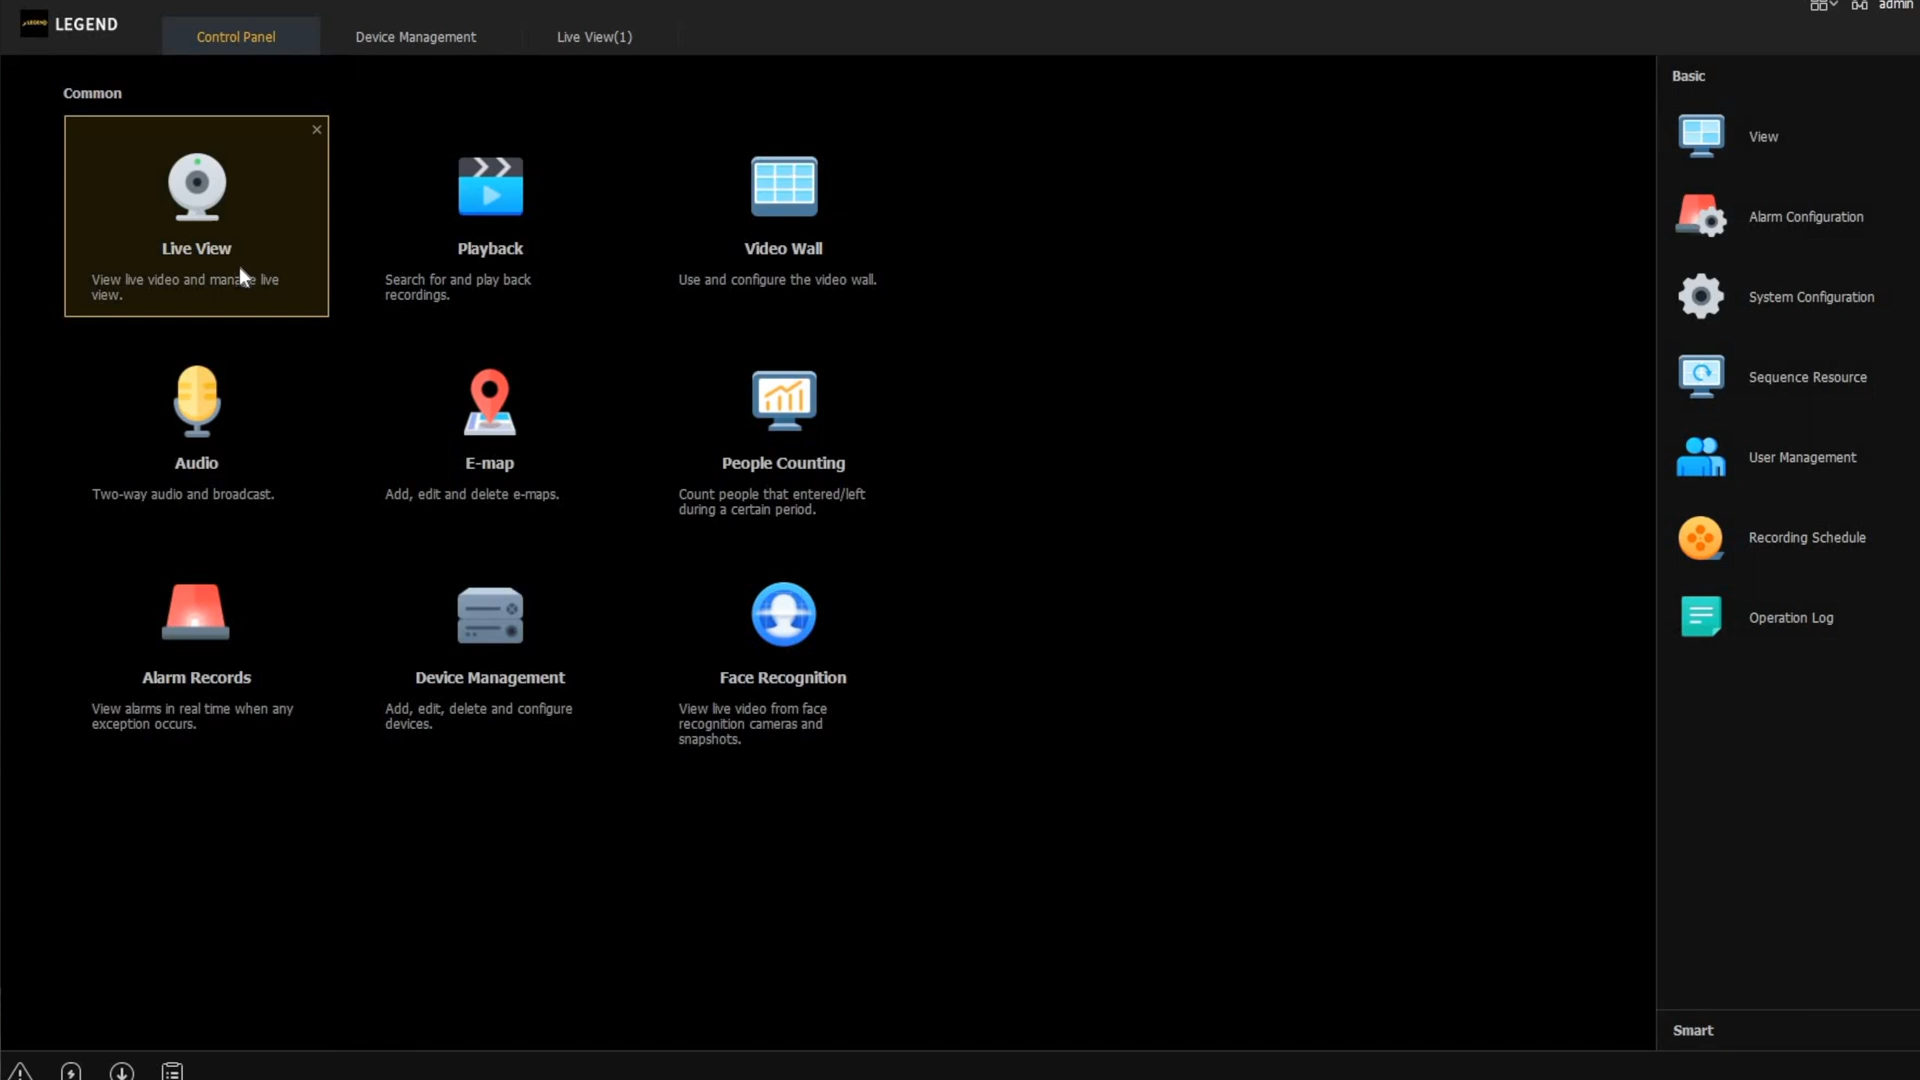 LEGEND
LEGEND
Control Panel
Device Management
Live View(1)
admin
Common
Live View
View live video and manage live
view.
Playback
Search for and play back
recordings.
Video Wall
Use and configure the video wall.
Audio
Two-way audio and broadcast.
E-map
Add, edit and delete e-maps.
People Counting
Count people that entered/left
during a certain period.
Alarm Records
View alarms in real time when any
exception occurs.
Device Management
Add, edit, delete and configure
devices.
Face Recognition
View live video from face
recognition cameras and
snapshots.
Basic
View
Alarm Configuration
System Configuration
Sequence Resource
User Management
Recording Schedule
Operation Log
Smart